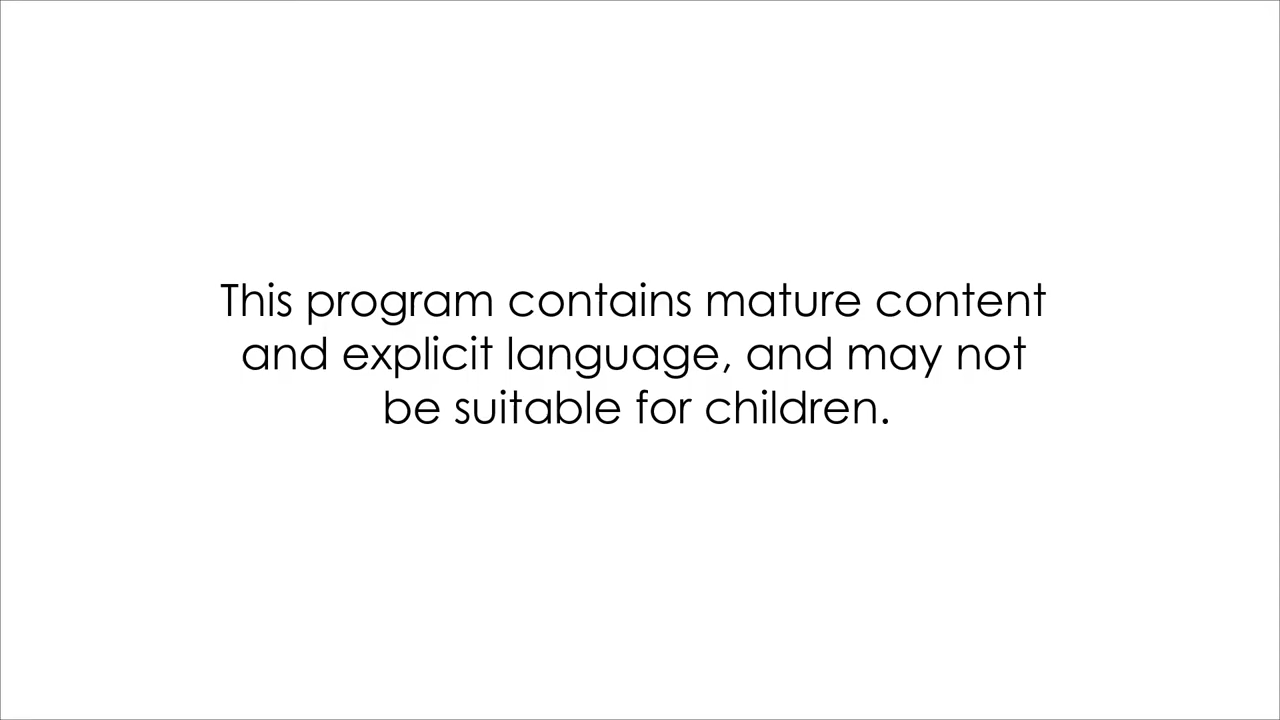 This program contains mature content
and explicit language, and may not
be suitable for children.